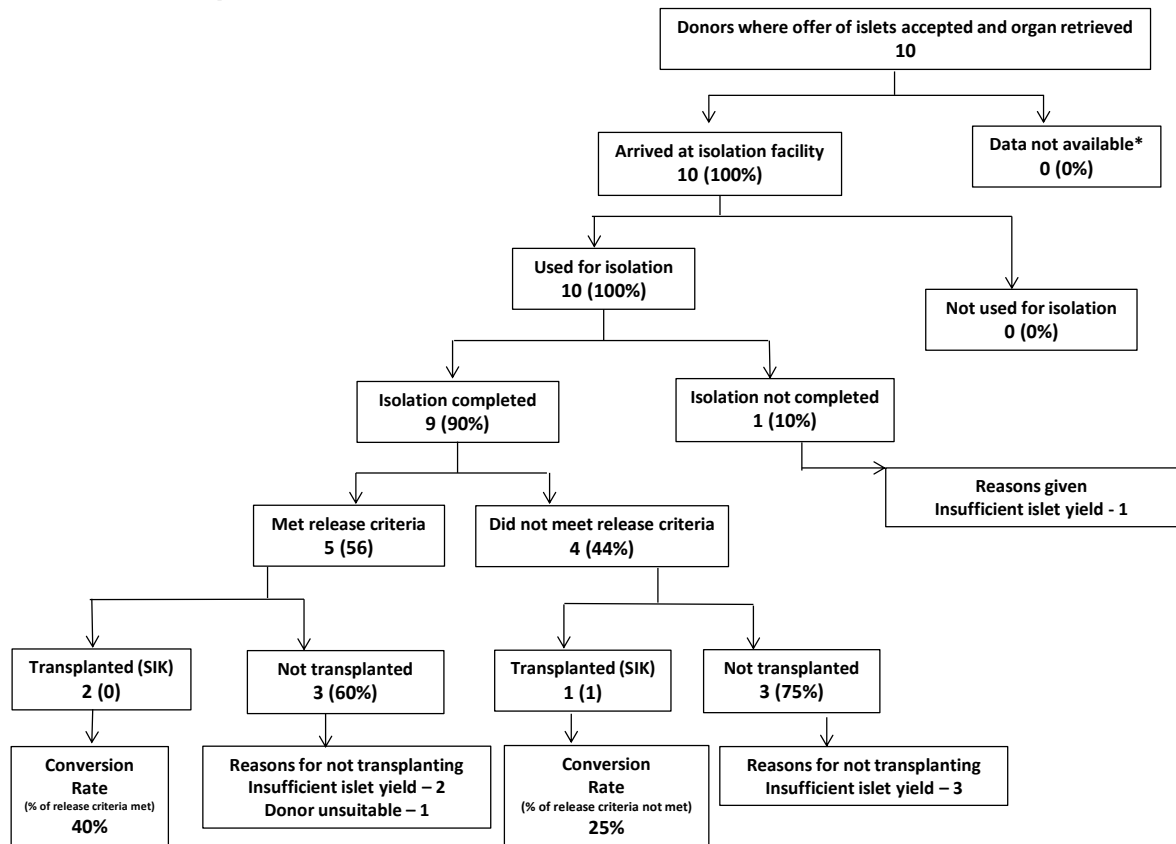 Donors where offer of islets accepted and organ retrieved
10
Arrived at isolation facility
10 (100%)
Data not available*
0 (0%)
Used for isolation
10 (100%)
Not used for isolation
0 (0%)
Isolation completed
9 (90%)
Isolation not completed
1 (10%)
Reasons given
Insufficient islet yield - 1
Met release criteria
5 (56)
Did not meet release criteria
4 (44%)
Transplanted (SIK)
2 (0)
Not transplanted
3 (60%)
Transplanted (SIK)
1 (1)
Not transplanted
3 (75%)
Conversion
Rate
(% of release criteria met)
40%
Reasons for not transplanting
Insufficient islet yield – 2
Donor unsuitable – 1
Conversion
Rate
(% of release criteria not met)
25%
Reasons for not transplanting
Insufficient islet yield – 3